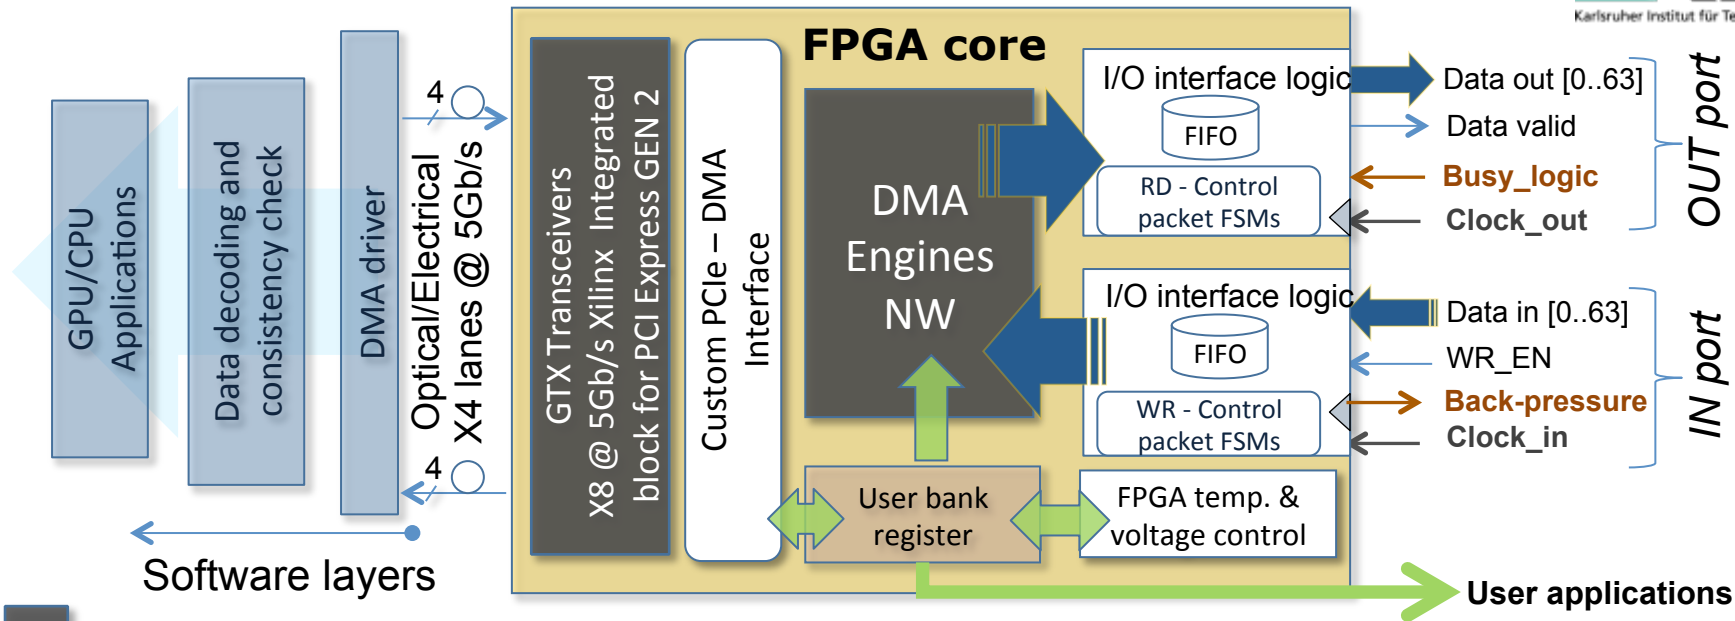 Karlsruher Institut für Te
FPGA core
GPU/CPU
Applications
Data decoding and
consistency check
DMA driver
4
Optical/Electrical
X4 lanes @ 5Gb/s
4
Software layers
GTX Transceivers
X8 @ 5Gb/s Xilinx Integrated
block for PCI Express GEN 2
Custom PCIe – DMA
Interface
DMA
Engines
NW
I/O interface logic
FIFO
RD - Control
packet FSMs
I/O interface logic
FIFO
WR - Control
packet FSMs
User bank
register
FPGA temp. &
voltage control
Data out [0..63]
Data valid
Busy_logic
Clock_out
OUT port
Data in [0..63]
WR_EN
Back-pressure
Clock_in
IN port
User applications